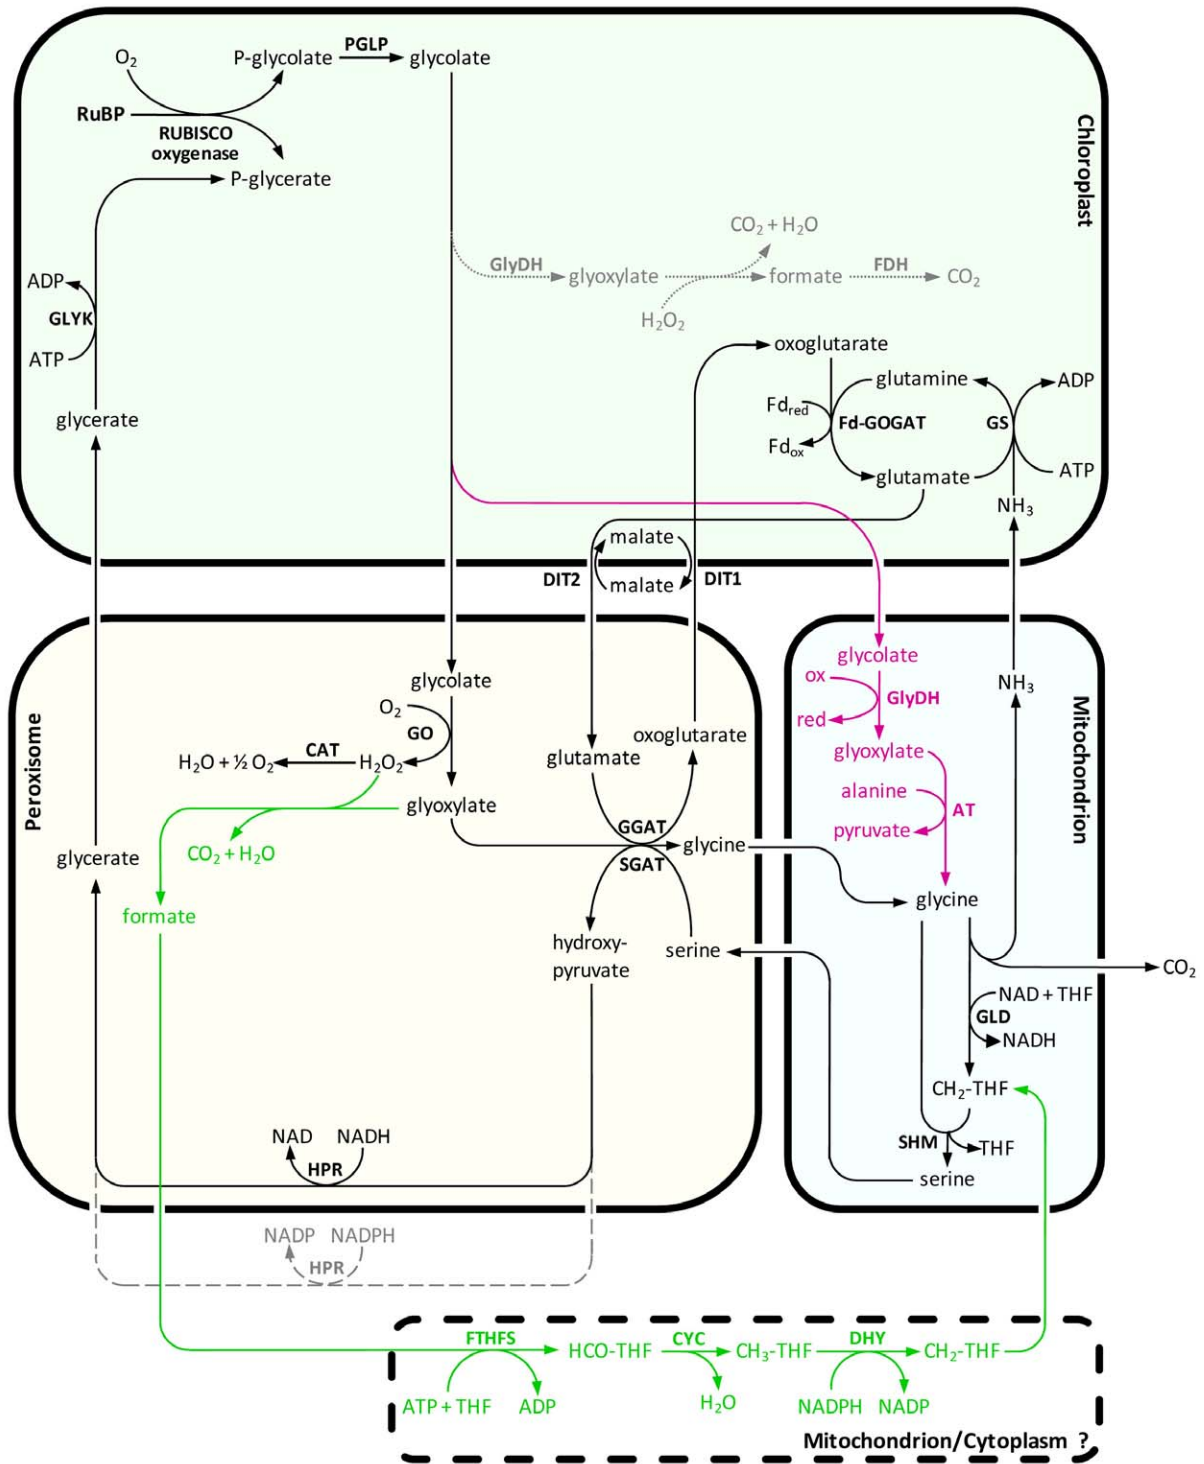 O₂
P-glycolate
PGLP
glycolate
RuBP
RUBISCO
oxygenase
P-glycerate
Chloroplast
CO₂ + H₂O
GlyDH
glyoxylate
formate
FDH
CO₂
H₂O₂
ADP
GLYK
ATP
glycerate
oxoglutarate
glutamine
ADP
Fd_red
Fd-GOGAT
GS
Fd_ox
glutamate
ATP
NH₃
malate
DIT2
malate
DIT1
Peroxisome
glycolate
O₂
GO
CAT
H₂O + ½ O₂
H₂O₂
glyoxylate
CO₂ + H₂O
glutamate
oxoglutarate
GGAT
glycine
SGAT
glycerate
formate
hydroxy-
pyruvate
serine
NAD
NADH
HPR
NADP
NADPH
HPR
Mitochondrion
glycolate
ox
GlyDH
red
glyoxylate
alanine
AT
pyruvate
NH₃
glycine
CO₂
NAD + THF
GLD
NADH
CH₂-THF
SHM
THF
serine
FTHFS
HCO-THF
CYC
CH₃-THF
DHY
CH₂-THF
ATP + THF
ADP
H₂O
NADPH
NADP
Mitochondrion/Cytoplasm ?